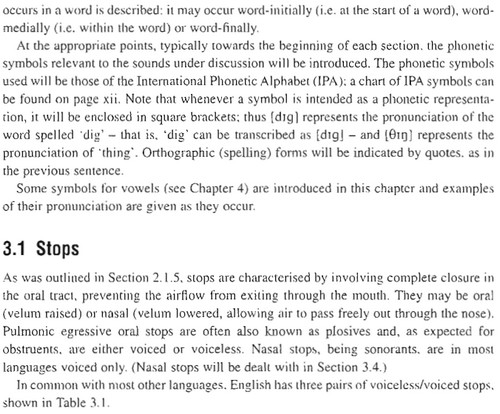 occurs in a word is described: it may occur word-initially (i.e. at the start of a word), word-
medially (i.e. within the word) or word-finally.
At the appropriate points, typically towards the beginning of each section, the phonetic
symbols relevant to the sounds under discussion will be introduced. The phonetic symbols
used will be those of the International Phonetic Alphabet (IPA); a chart of IPA symbols can
be found on page xii. Note that whenever a symbol is intended as a phonetic representa-
tion, it will be enclosed in square brackets; thus [dɪg] represents the pronunciation of the
word spelled 'dig' – that is, 'dig' can be transcribed as [dɪg] – and [θɪŋ] represents the
pronunciation of 'thing'. Orthographic (spelling) forms will be indicated by quotes, as in
the previous sentence.
Some symbols for vowels (see Chapter 4) are introduced in this chapter and examples
of their pronunciation are given as they occur.
3.1 Stops
As was outlined in Section 2.1.5, stops are characterised by involving complete closure in
the oral tract, preventing the airflow from exiting through the mouth. They may be oral
(velum raised) or nasal (velum lowered, allowing air to pass freely out through the nose).
Pulmonic egressive oral stops are often also known as plosives and, as expected for
obstruents, are either voiced or voiceless. Nasal stops, being sonorants, are in most
languages voiced only. (Nasal stops will be dealt with in Section 3.4.)
In common with most other languages, English has three pairs of voiceless/voiced stops,
shown in Table 3.1.